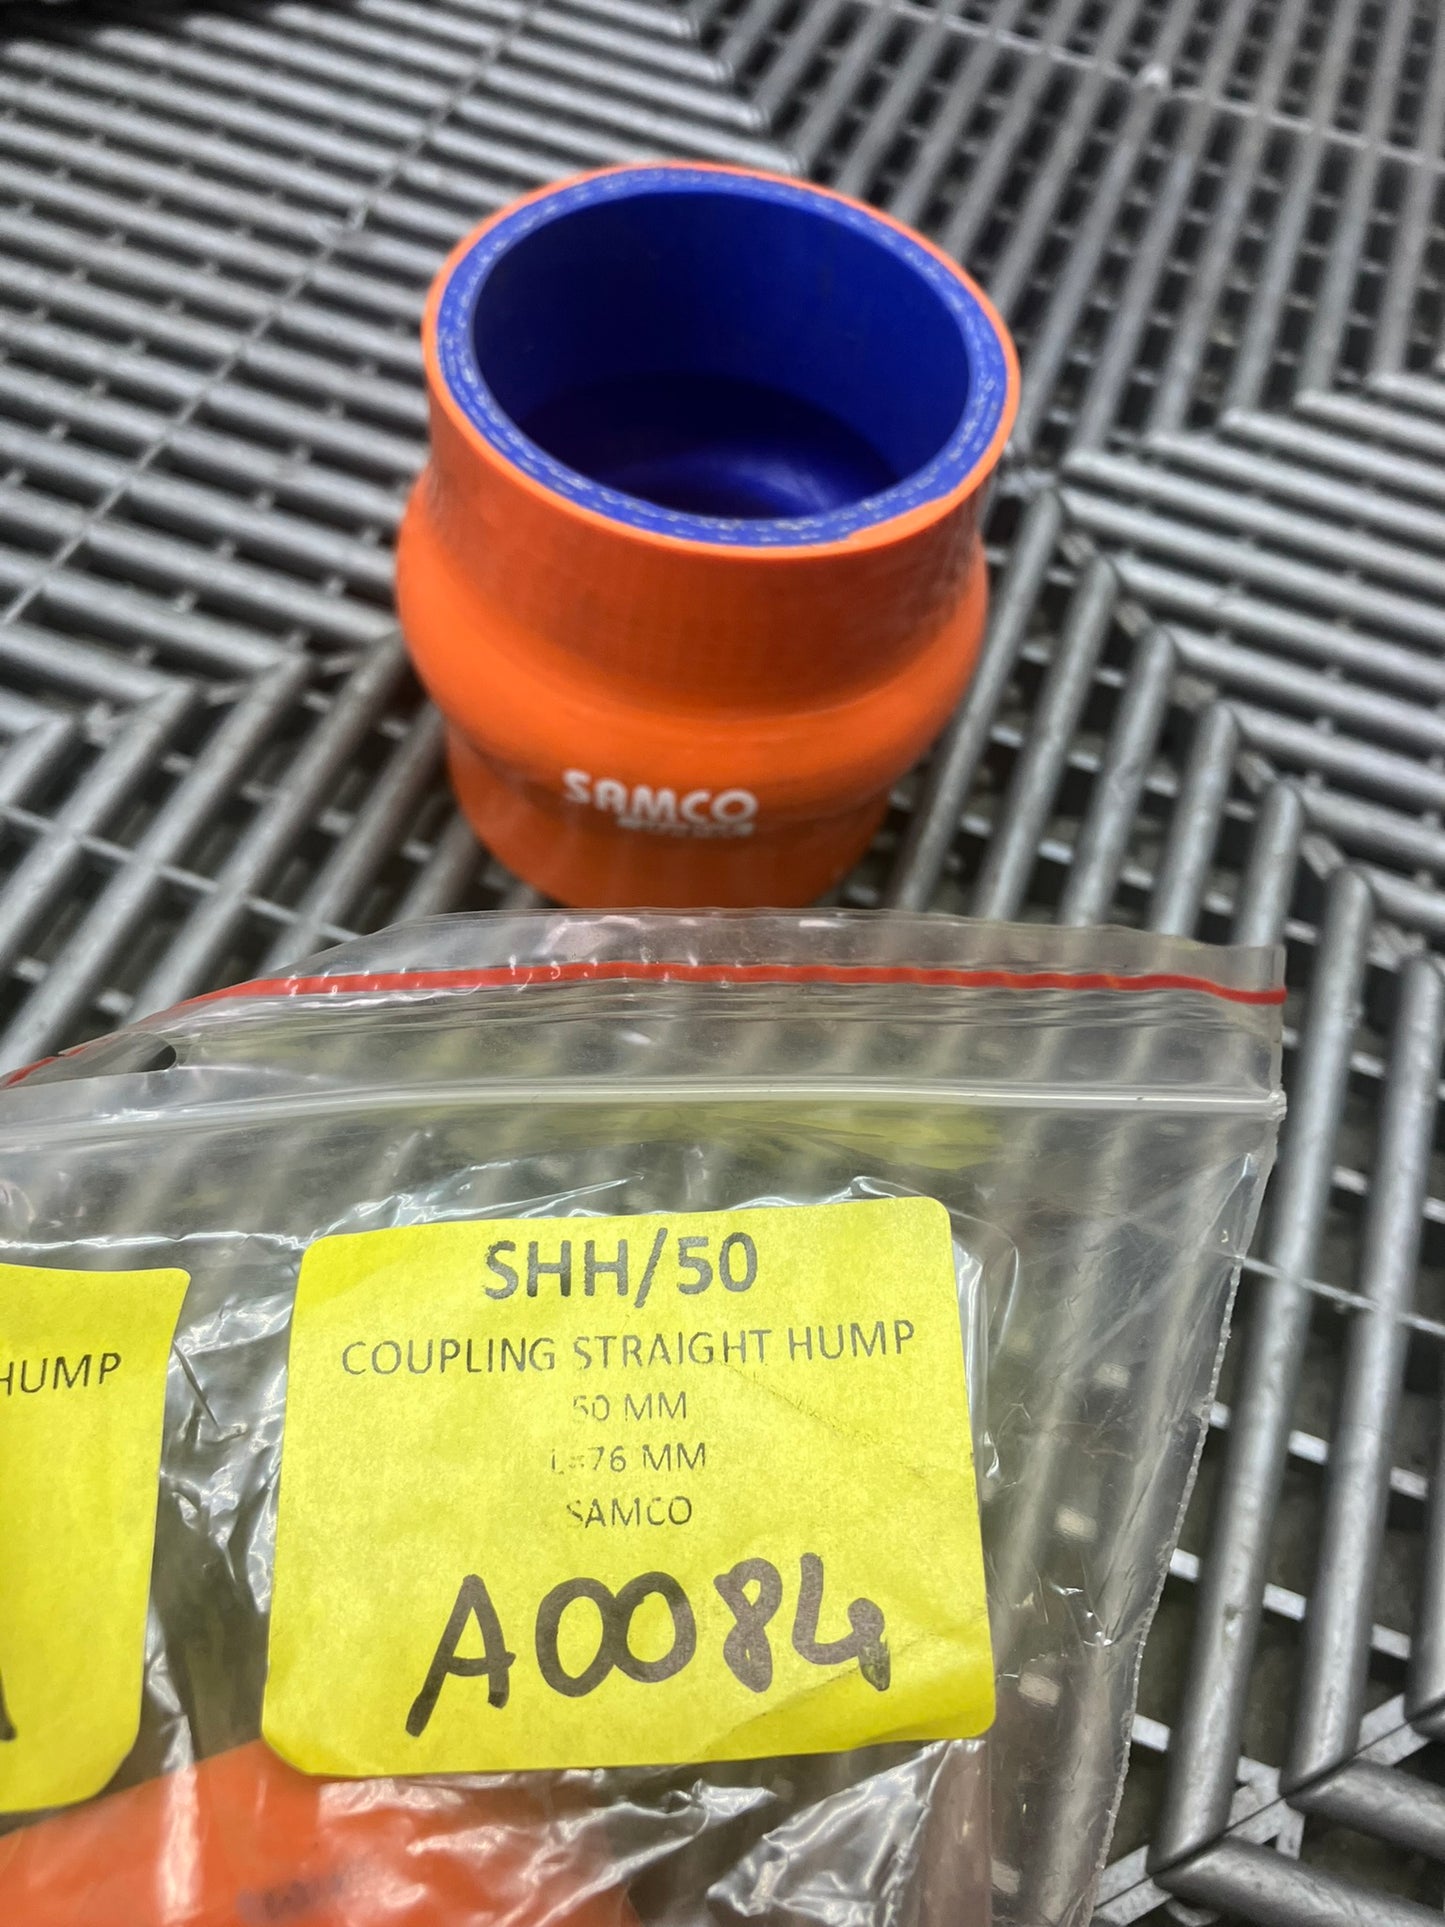 SAMCO
HUMP
SHH/50
COUPLING STRAIGHT HUMP
50 MM
L=76 MM
SAMCO
A0084